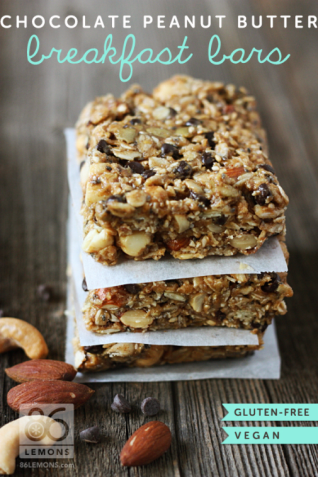 CHOCOLATE PEANUT BUTTER
breakfast bars
GLUTEN-FREE
VEGAN
86
LEMONS
86LEMONS.com